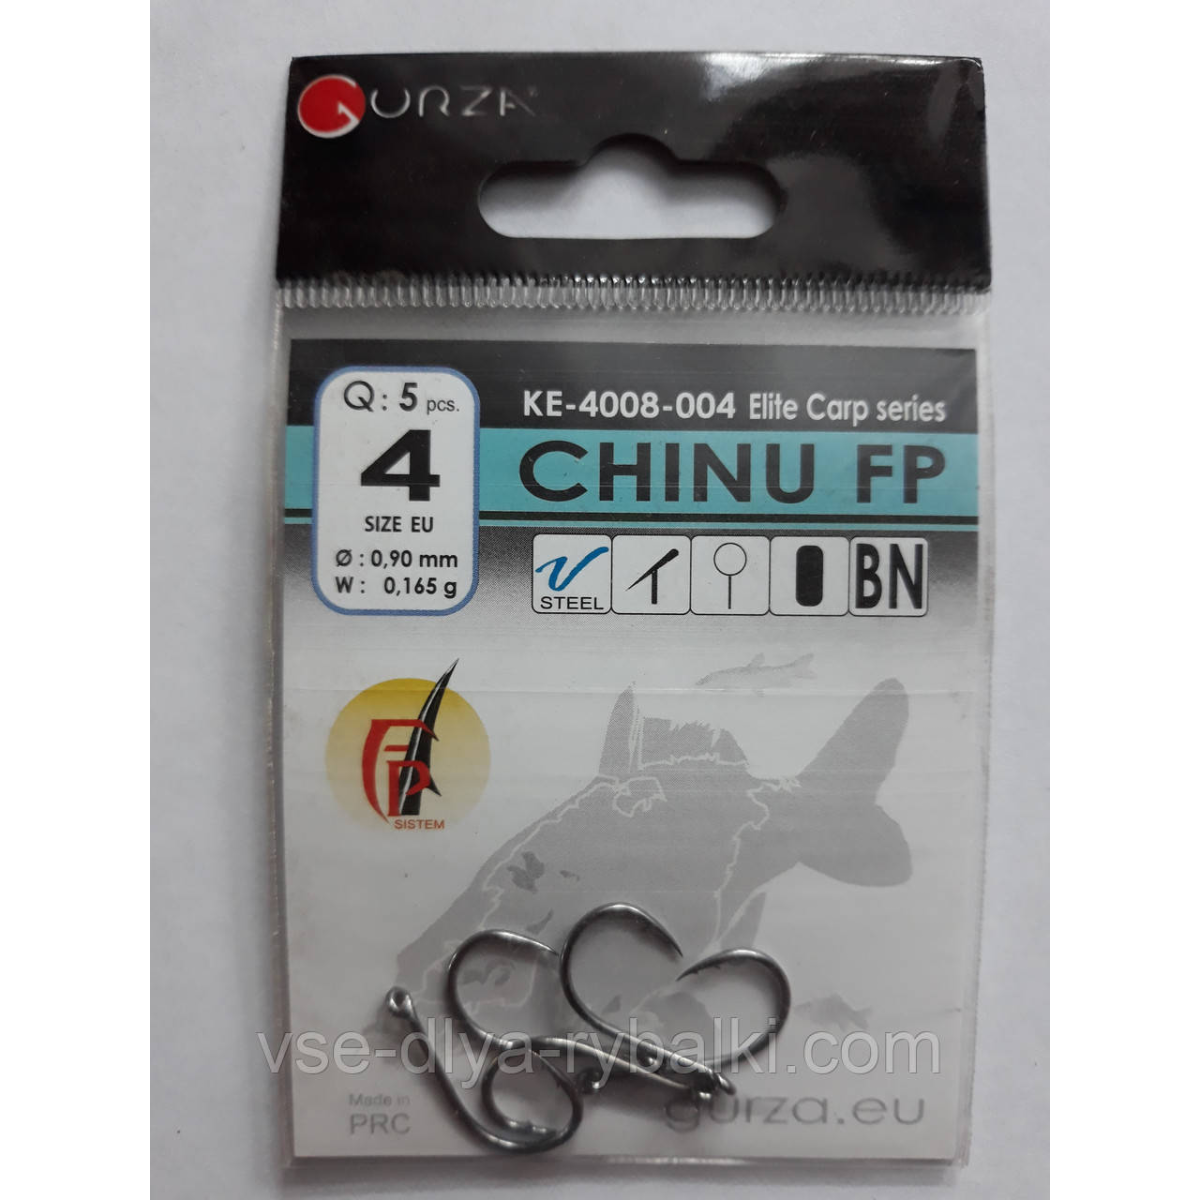 GURZA®
Q: 5 pcs.
4
SIZE EU
Ø : 0,90 mm
W : 0,165 g
KE-4008-004 Elite Carp series
CHINU FP
STEEL
BN
FP
SISTEM
vse-dlya-rybalki.com
Made in
PRC
gurza.eu